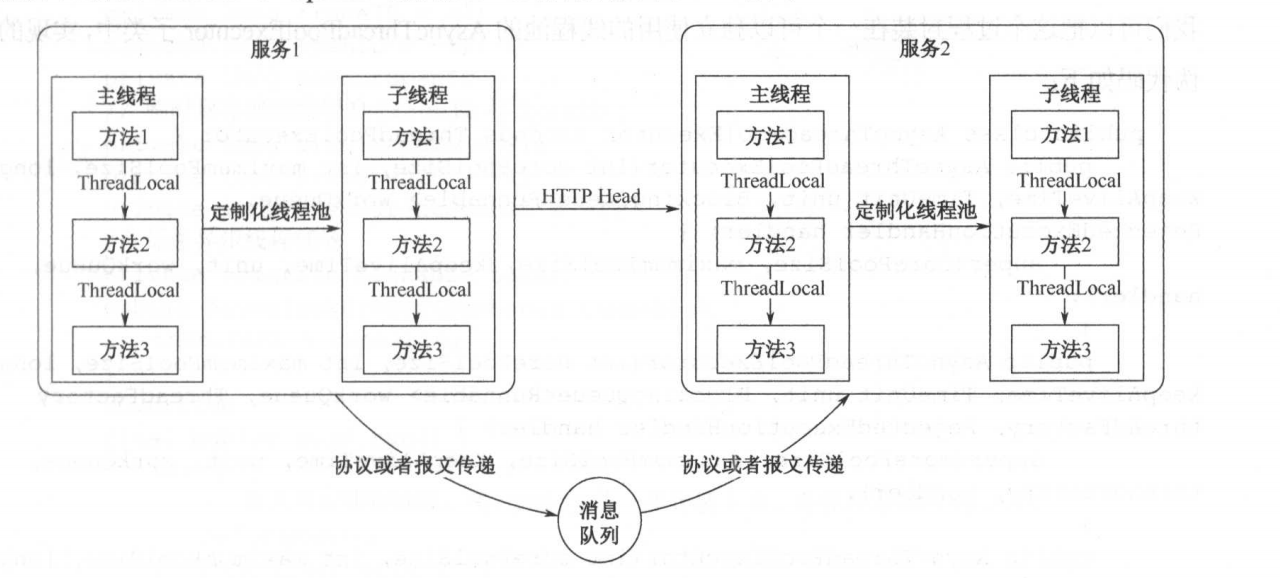 服务1
服务2
主线程
子线程
主线程
子线程
方法1
方法1
方法1
方法1
ThreadLocal
ThreadLocal
ThreadLocal
ThreadLocal
定制化线程池
HTTP Head
定制化线程池
方法2
方法2
方法2
方法2
ThreadLocal
ThreadLocal
ThreadLocal
ThreadLocal
方法3
方法3
方法3
方法3
协议或者报文传递
协议或者报文传递
消息
队列